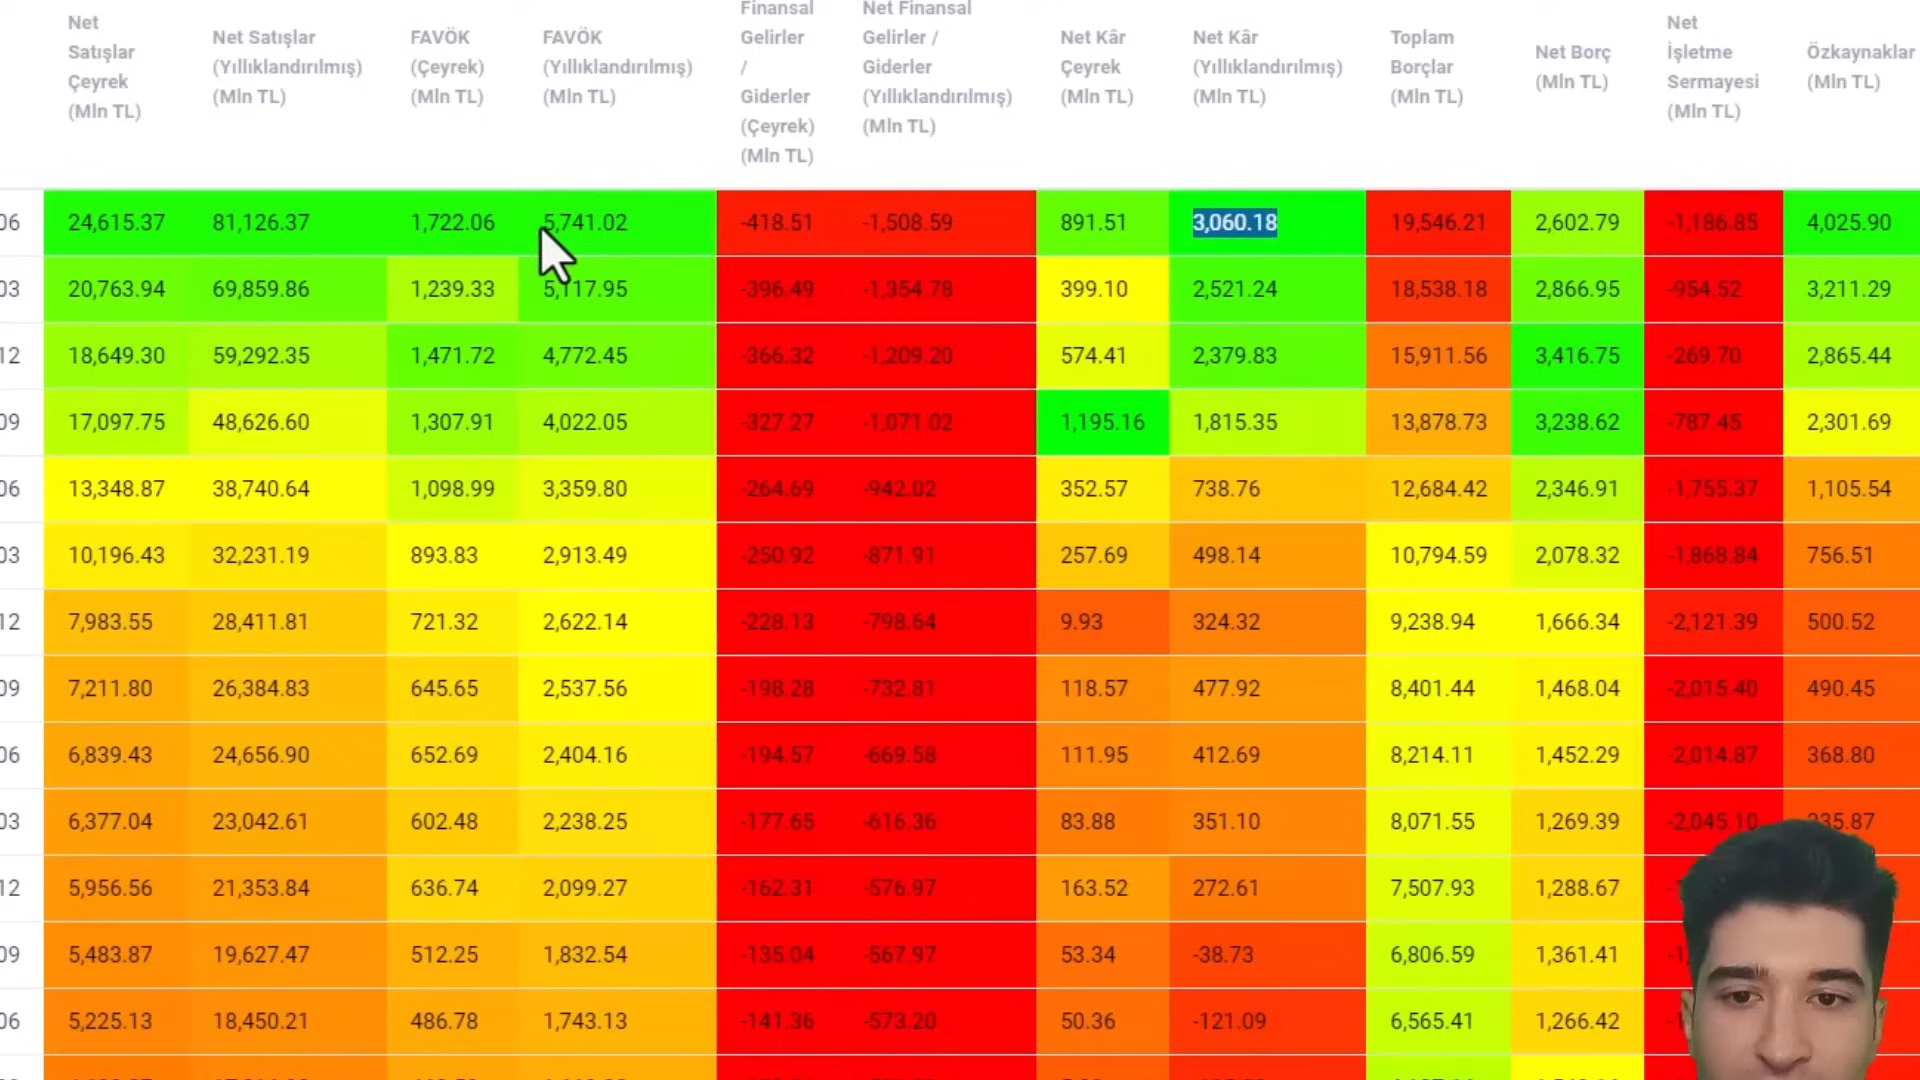 Net Satışlar Çeyrek (Mln TL)
Net Satışlar (Yıllıklandırılmış) (Mln TL)
FAVÖK (Çeyrek) (Mln TL)
FAVÖK (Yıllıklandırılmış) (Mln TL)
Finansal Gelirler / Giderler (Çeyrek) (Mln TL)
Net Finansal Gelirler / Giderler (Yıllıklandırılmış) (Mln TL)
Net Kâr Çeyrek (Mln TL)
Net Kâr (Yıllıklandırılmış) (Mln TL)
Toplam Borçlar (Mln TL)
Net Borç (Mln TL)
Net İşletme Sermayesi (Mln TL)
Özkaynaklar (Mln TL)
06 24,615.37 81,126.37 1,722.06 5,741.02 -418.51 -1,508.59 891.51 3,060.18 19,546.21 2,602.79 -1,186.85 4,025.90
03 20,763.94 69,859.86 1,239.33 5,117.95 -396.49 -1,354.78 399.10 2,521.24 18,538.18 2,866.95 -954.52 3,211.29
12 18,649.30 59,292.35 1,471.72 4,772.45 -366.32 -1,209.20 574.41 2,379.83 15,911.56 3,416.75 -269.70 2,865.44
09 17,097.75 48,626.60 1,307.91 4,022.05 -327.27 -1,071.02 1,195.16 1,815.35 13,878.73 3,238.62 -787.45 2,301.69
06 13,348.87 38,740.64 1,098.99 3,359.80 -264.69 -942.02 352.57 738.76 12,684.42 2,346.91 -1,755.37 1,105.54
03 10,196.43 32,231.19 893.83 2,913.49 -250.92 -871.91 257.69 498.14 10,794.59 2,078.32 -1,868.84 756.51
12 7,983.55 28,411.81 721.32 2,622.14 -228.13 -798.64 9.93 324.32 9,238.94 1,666.34 -2,121.39 500.52
09 7,211.80 26,384.83 645.65 2,537.56 -198.28 -732.81 118.57 477.92 8,401.44 1,468.04 -2,015.40 490.45
06 6,839.43 24,656.90 652.69 2,404.16 -194.57 -669.58 111.95 412.69 8,214.11 1,452.29 -2,014.87 368.80
03 6,377.04 23,042.61 602.48 2,238.25 -177.65 -616.36 83.88 351.10 8,071.55 1,269.39 -2,045.10 235.87
12 5,956.56 21,353.84 636.74 2,099.27 -162.31 -576.97 163.52 272.61 7,507.93 1,288.67
09 5,483.87 19,627.47 512.25 1,832.54 -135.04 -567.97 53.34 -38.73 6,806.59 1,361.41
06 5,225.13 18,450.21 486.78 1,743.13 -141.36 -573.20 50.36 -121.09 6,565.41 1,266.42